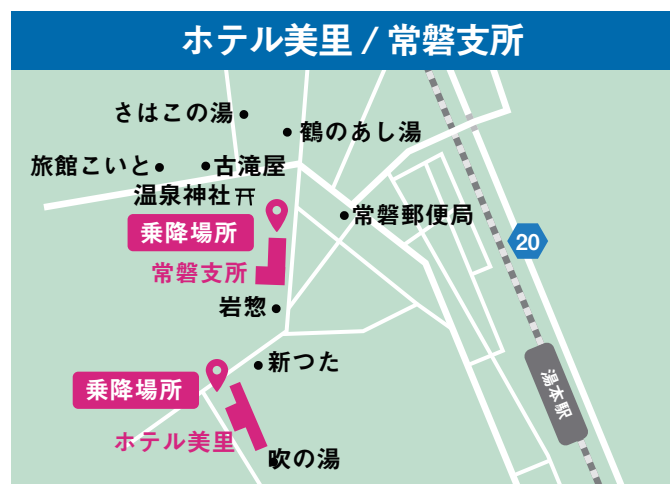 ホテル美里 / 常磐支所
さはこの湯
鶴のあし湯
旅館こいと
古滝屋
温泉神社
常磐郵便局
乗降場所
常磐支所
20
岩惣
新つた
湯本駅
乗降場所
ホテル美里
吹の湯